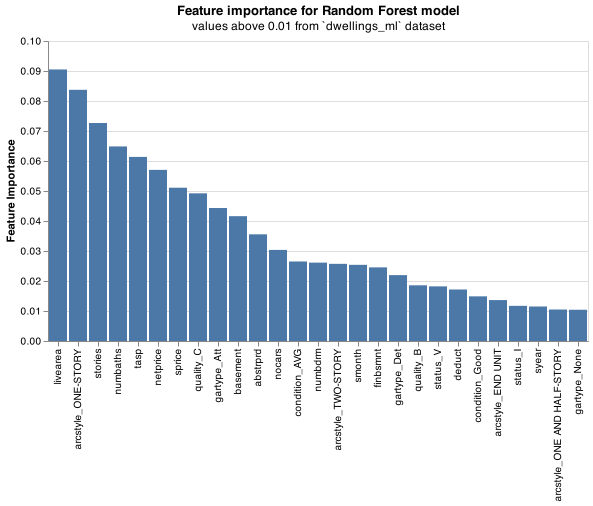 Feature importance for Random Forest model
values above 0.01 from `dwellings_ml` dataset
Feature Importance
0.10
0.09
0.08
0.07
0.06
0.05
0.04
0.03
0.02
0.01
0.00
livearea
arcstyle_ONE-STORY
stories
numbaths
tasp
netprice
sprice
quality_C
gartype_Att
basement
abstrprd
nocars
condition_AVG
numbdrm
arcstyle_TWO-STORY
smonth
finbsmnt
gartype_Det
quality_B
status_V
deduct
condition_Good
arcstyle_END UNIT
status_I
syear
arcstyle_ONE AND HALF-STORY
gartype_None